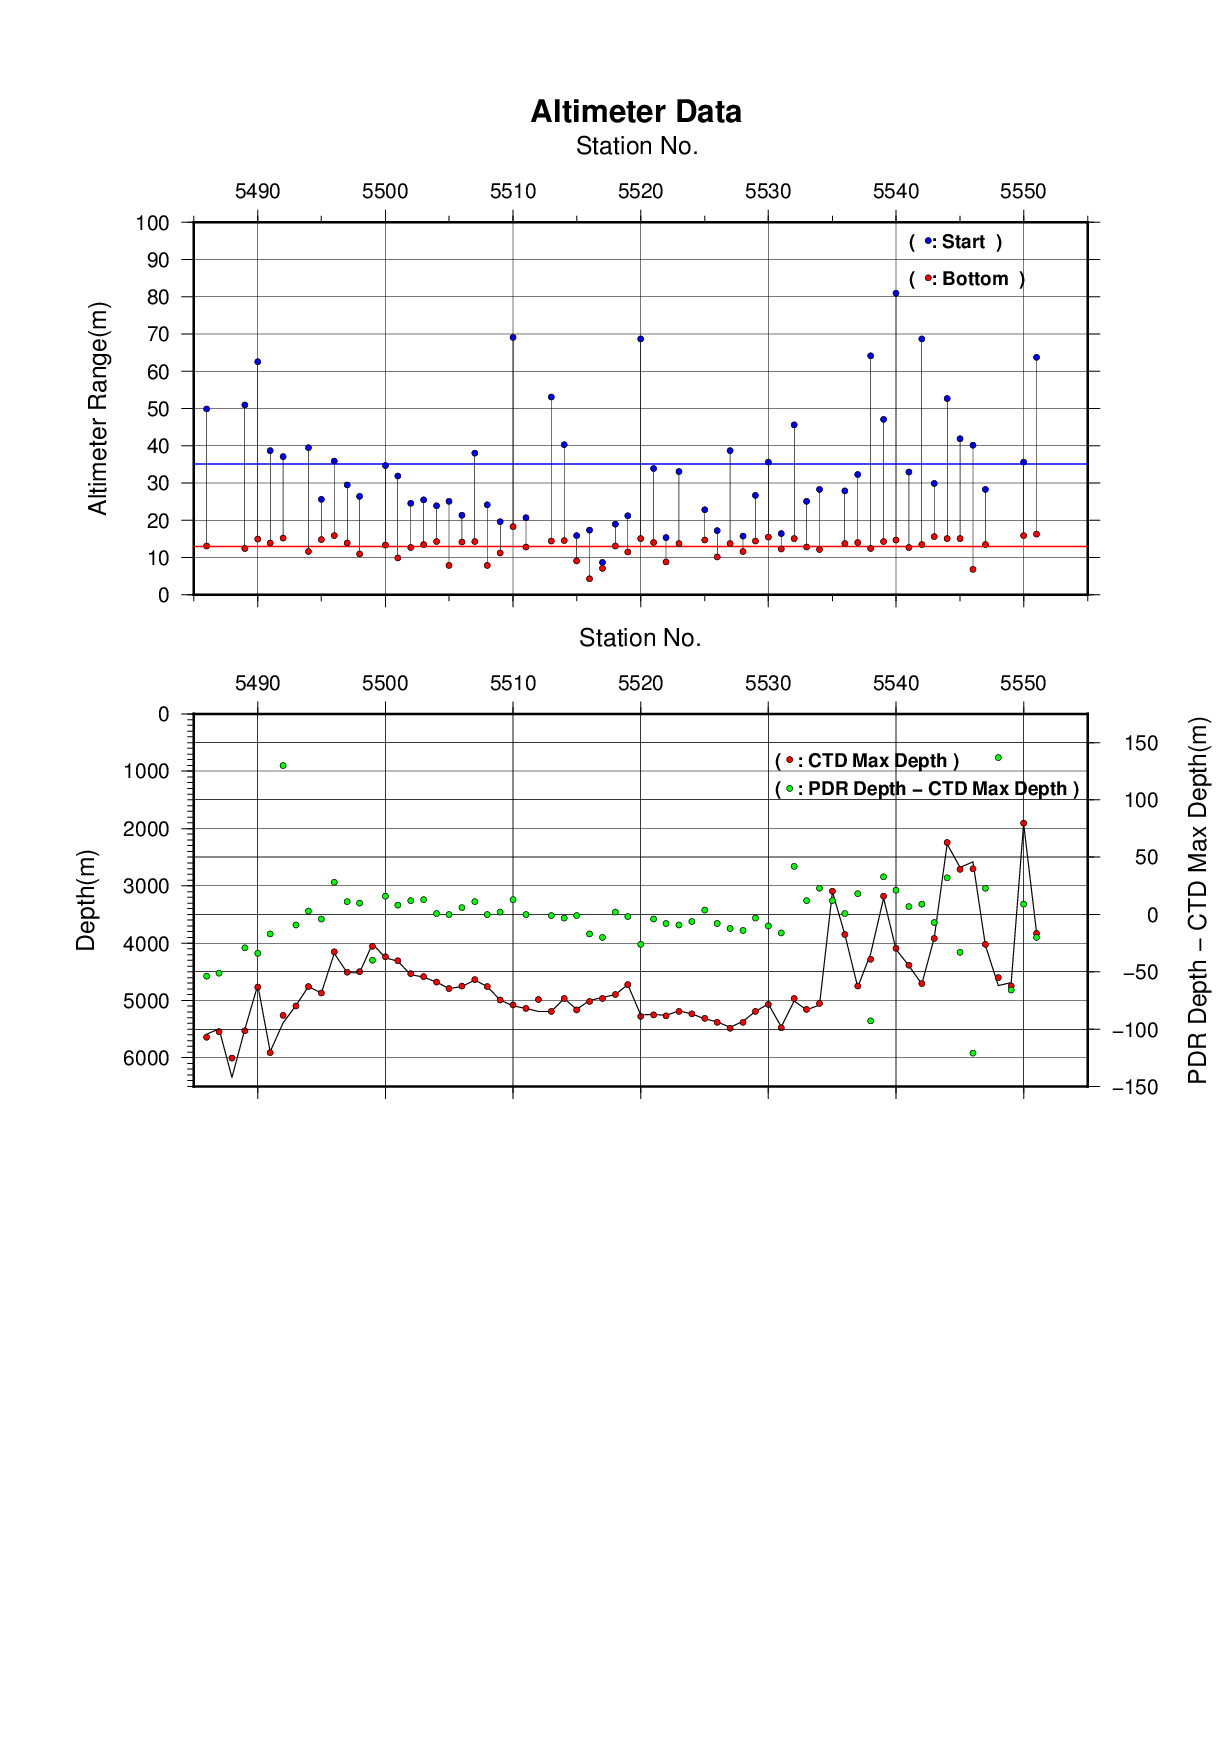 Altimeter Data
Station No.
5490 5500 5510 5520 5530 5540 5550
100
90
80
70
60
50
40
30
20
10
0
Altimeter Range(m)
( : Start )
( : Bottom )
Station No.
5490 5500 5510 5520 5530 5540 5550
0
1000
2000
3000
4000
5000
6000
Depth(m)
( : CTD Max Depth )
( : PDR Depth − CTD Max Depth )
150
100
50
0
−50
−100
−150
PDR Depth − CTD Max Depth(m)